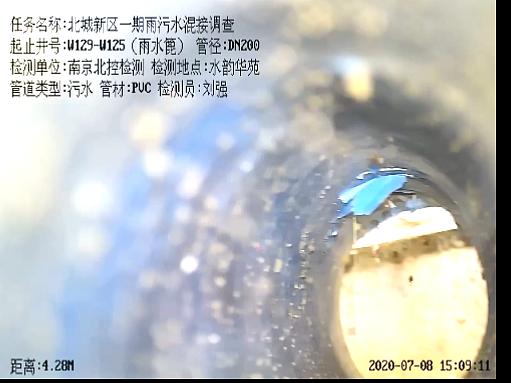 任务名称:北城新区一期雨污水混接调查
起止井号:W129-W125（雨水篦） 管径:DN200
检测单位:南京北控检测 检测地点:水韵华苑
管道类型:污水 管材:PVC 检测员:刘强
距离:4.28M
2020-07-08 15:09:11